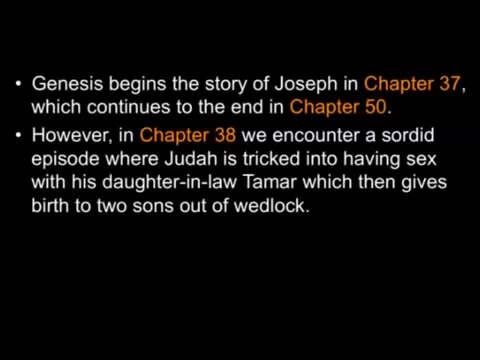 • Genesis begins the story of Joseph in Chapter 37,
which continues to the end in Chapter 50.
• However, in Chapter 38 we encounter a sordid
episode where Judah is tricked into having sex
with his daughter-in-law Tamar which then gives
birth to two sons out of wedlock.